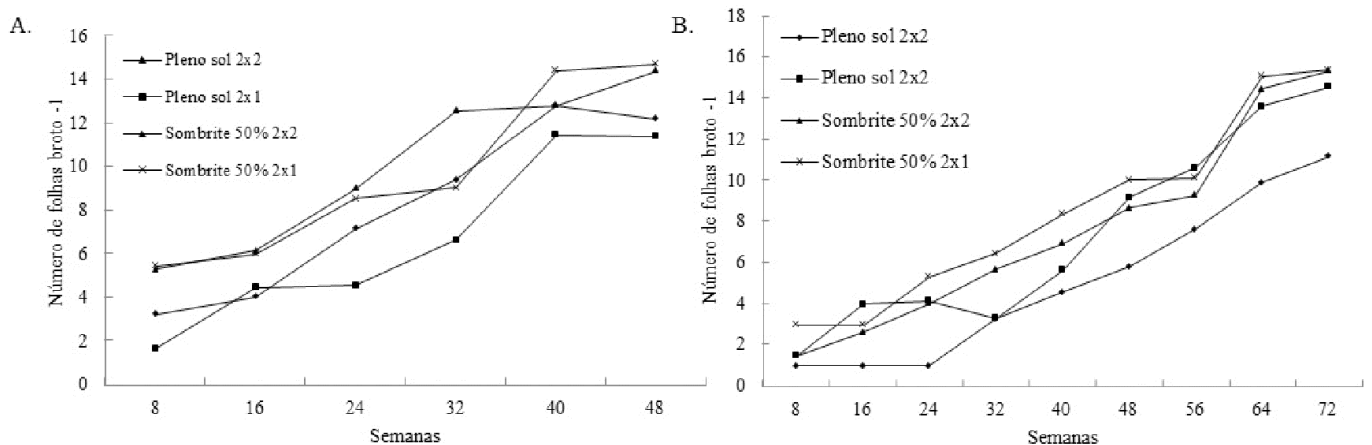 A.
Número de folhas broto -1
16
14
12
10
8
6
4
2
0
Pleno sol 2x2
Pleno sol 2x1
Sombrite 50% 2x2
Sombrite 50% 2x1
8 16 24 32 40 48
Semanas
B.
Número de folhas broto -1
18
16
14
12
10
8
6
4
2
0
Pleno sol 2x2
Pleno sol 2x2
Sombrite 50% 2x2
Sombrite 50% 2x1
8 16 24 32 40 48 56 64 72
Semanas